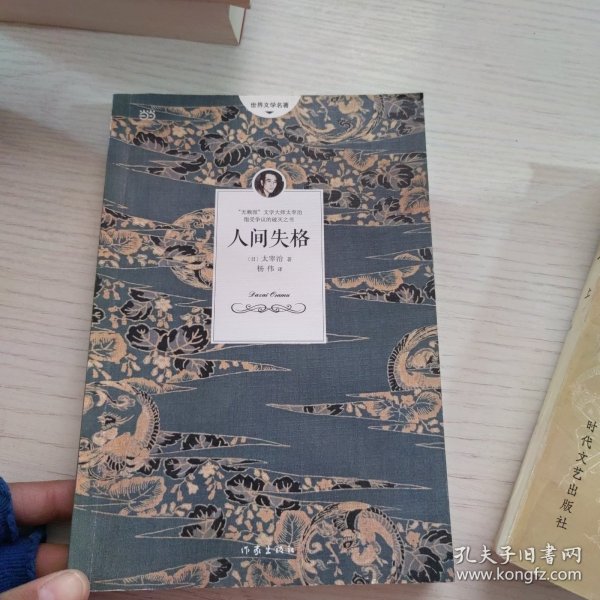 当当
世界文学名著
“无赖派”文学大师太宰治
饱受争议的破灭之书
人间失格
〔日〕太宰治 著
杨伟 译
Dazai Osamu
作家出版社
时代文艺出版社
孔夫子旧书网
www.kongfz.com